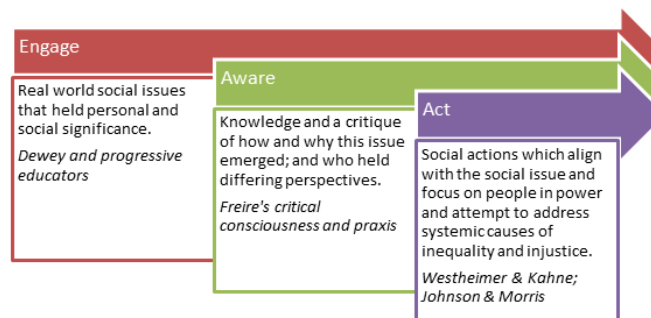 Engage
Real world social issues
that held personal and
social significance.
Dewey and progressive
educators
Aware
Knowledge and a critique
of how and why this issue
emerged; and who held
differing perspectives.
Freire's critical
consciousness and praxis
Act
Social actions which align
with the social issue and
focus on people in power
and attempt to address
systemic causes of
inequality and injustice.
Westheimer & Kahne;
Johnson & Morris